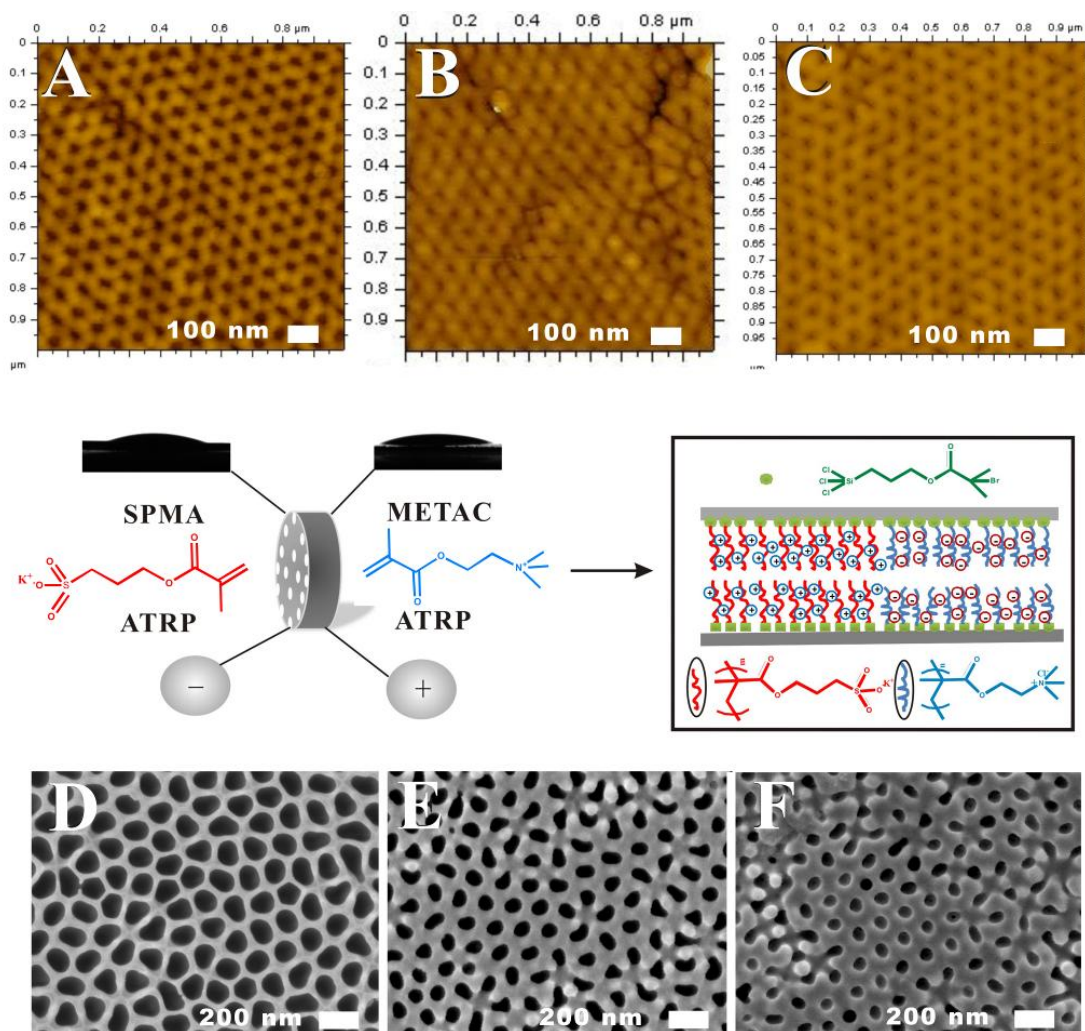 0.2 0.4 0.6 0.8 µm
A
0
0.1
0.2
0.3
0.4
0.5
0.6
0.7
0.8
0.9
µm
100 nm
0 0.2 0.4 0.6 0.8 µm
B
0
0.1
0.2
0.3
0.4
0.5
0.6
0.7
0.8
0.9
100 nm
0 0.1 0.2 0.3 0.4 0.5 0.6 0.7 0.8 0.9 µm
C
0
0.05
0.1
0.15
0.2
0.25
0.3
0.35
0.4
0.45
0.5
0.55
0.6
0.65
0.7
0.75
0.8
0.85
0.9
0.95
µm
100 nm
SPMA
METAC
K⁺ ⁻O S O O O O
O O N⁺
ATRP
ATRP
−
+
Cl Cl Cl Si O O Br
O O S O O O K⁺
O O N Cl
D
200 nm
E
200 nm
F
200 nm